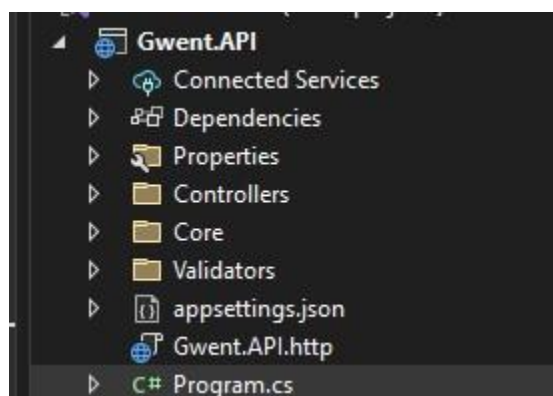 Gwent.API
Connected Services
Dependencies
Properties
Controllers
Core
Validators
appsettings.json
Gwent.API.http
C# Program.cs